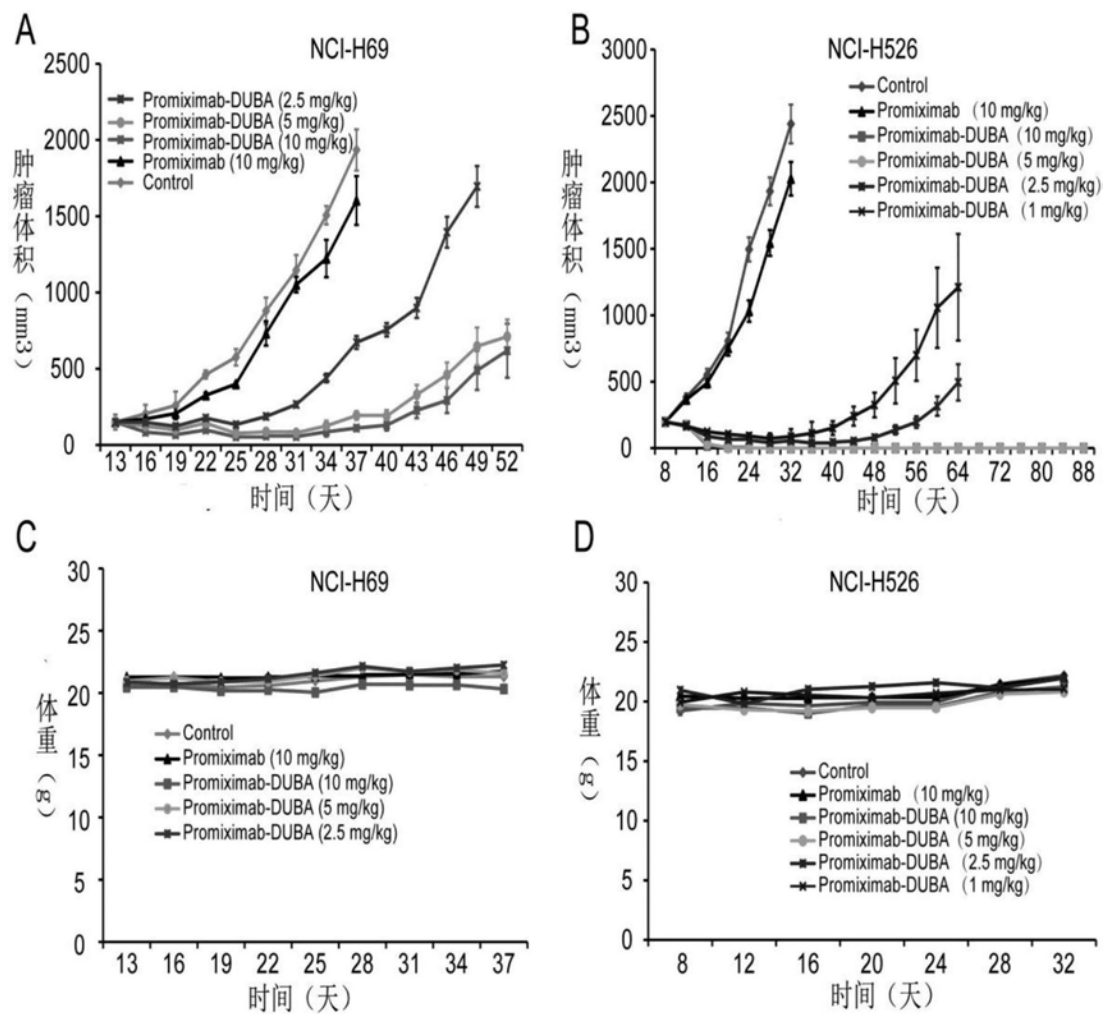 A
NCI-H69
2500
2000
1500
1000
500
0
肿瘤体积（mm3）
Promiximab-DUBA (2.5 mg/kg)
Promiximab-DUBA (5 mg/kg)
Promiximab-DUBA (10 mg/kg)
Promiximab (10 mg/kg)
Control
13 16 19 22 25 28 31 34 37 40 43 46 49 52
时间（天）
B
NCI-H526
3000
2500
2000
1500
1000
500
0
肿瘤体积（mm3）
Control
Promiximab （10 mg/kg）
Promiximab-DUBA （10 mg/kg）
Promiximab-DUBA （5 mg/kg）
Promiximab-DUBA （2.5 mg/kg）
Promiximab-DUBA （1 mg/kg）
8 16 24 32 40 48 56 64 72 80 88
时间（天）
C
NCI-H69
30
25
20
15
10
5
0
体重（g）
Control
Promiximab (10 mg/kg)
Promiximab-DUBA (10 mg/kg)
Promiximab-DUBA (5 mg/kg)
Promiximab-DUBA (2.5 mg/kg)
13 16 19 22 25 28 31 34 37
时间（天）
D
NCI-H526
30
25
20
15
10
5
0
体重（g）
Control
Promiximab （10 mg/kg）
Promiximab-DUBA（10 mg/kg）
Promiximab-DUBA （5 mg/kg）
Promiximab-DUBA （2.5 mg/kg）
Promiximab-DUBA （1 mg/kg）
8 12 16 20 24 28 32
时间（天）